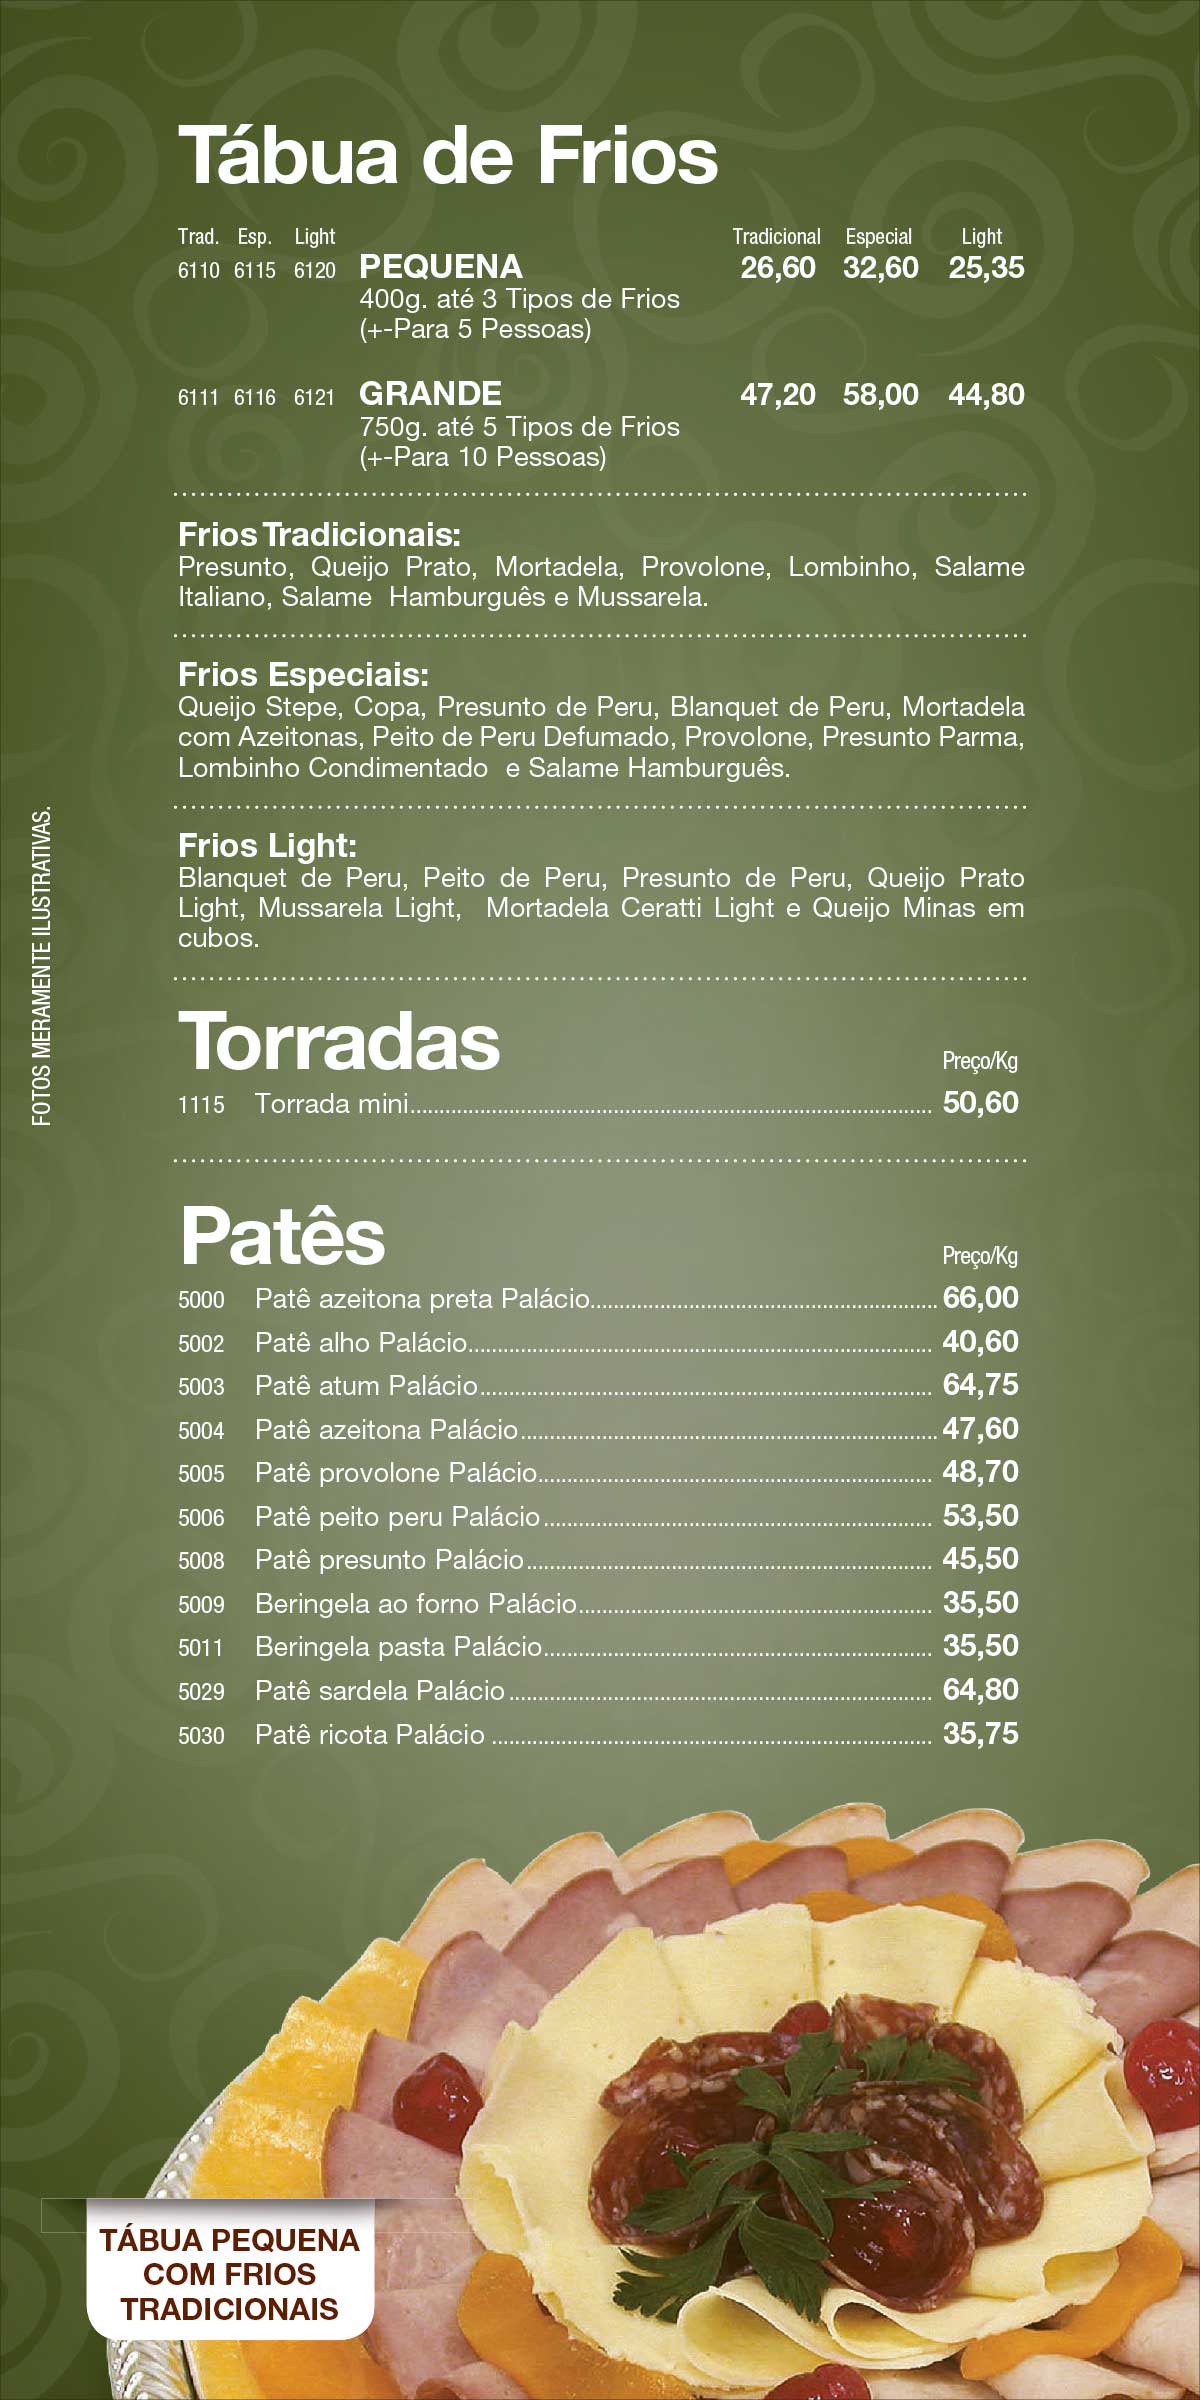 Tábua de Frios
Trad. Esp. Light Tradicional Especial Light
6110 6115 6120 PEQUENA 26,60 32,60 25,35
400g. até 3 Tipos de Frios
(+-Para 5 Pessoas)
6111 6116 6121 GRANDE 47,20 58,00 44,80
750g. até 5 Tipos de Frios
(+-Para 10 Pessoas)
Frios Tradicionais:
Presunto, Queijo Prato, Mortadela, Provolone, Lombinho, Salame
Italiano, Salame Hamburguês e Mussarela.
Frios Especiais:
Queijo Stepe, Copa, Presunto de Peru, Blanquet de Peru, Mortadela
com Azeitonas, Peito de Peru Defumado, Provolone, Presunto Parma,
Lombinho Condimentado e Salame Hamburguês.
Frios Light:
Blanquet de Peru, Peito de Peru, Presunto de Peru, Queijo Prato
Light, Mussarela Light, Mortadela Ceratti Light e Queijo Minas em
cubos.
FOTOS MERAMENTE ILUSTRATIVAS.
Torradas
Preço/Kg
1115 Torrada mini 50,60
Patês
Preço/Kg
5000 Patê azeitona preta Palácio 66,00
5002 Patê alho Palácio 40,60
5003 Patê atum Palácio 64,75
5004 Patê azeitona Palácio 47,60
5005 Patê provolone Palácio 48,70
5006 Patê peito peru Palácio 53,50
5008 Patê presunto Palácio 45,50
5009 Beringela ao forno Palácio 35,50
5011 Beringela pasta Palácio 35,50
5029 Patê sardela Palácio 64,80
5030 Patê ricota Palácio 35,75
TÁBUA PEQUENA
COM FRIOS
TRADICIONAIS